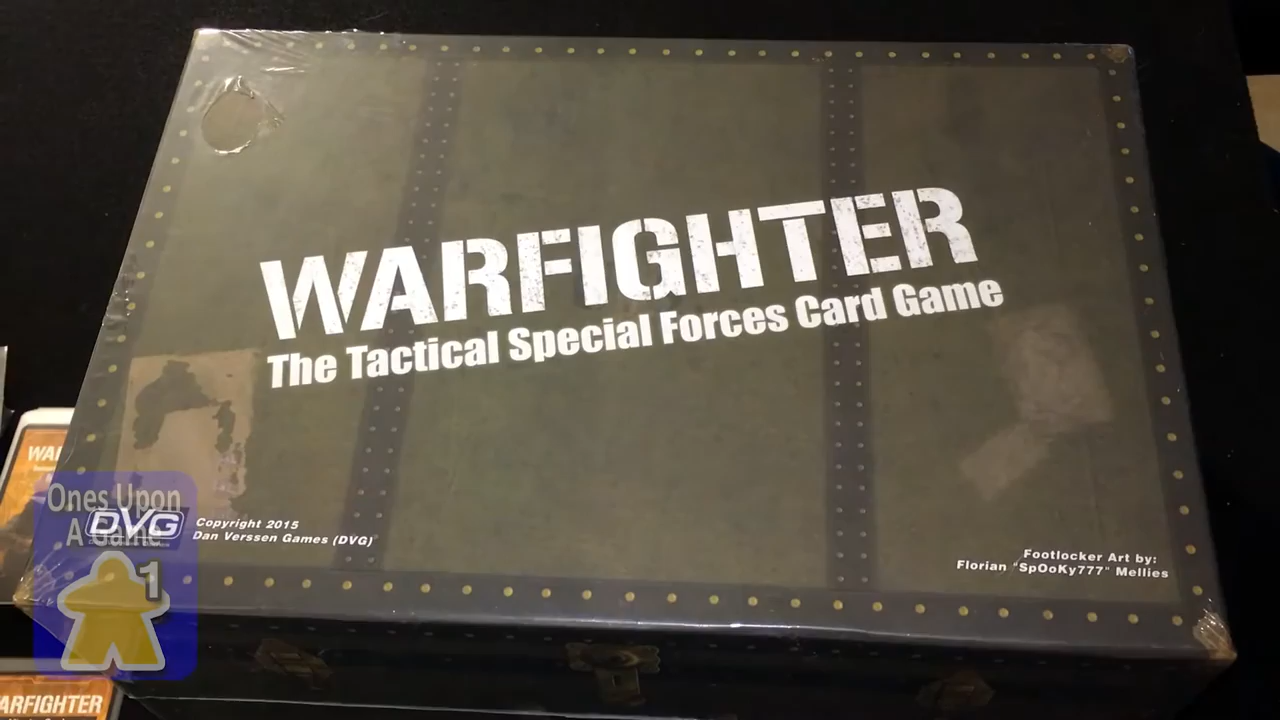 WARFIGHTER
The Tactical Special Forces Card Game
WAR
Ones Upon
A Game
1
DVG
Copyright 2015
Dan Verssen Games (DVG)
Footlocker Art by:
Florian "SpOoKy777" Mellies
ARFIGHTER